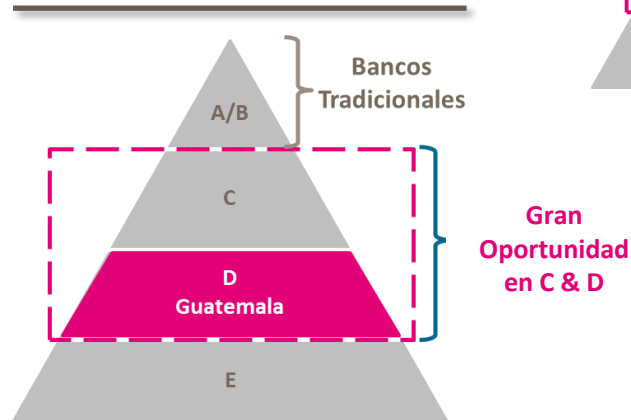 Bancos
Tradicionales
A/B
C
D
Guatemala
Gran
Oportunidad
en C & D
E